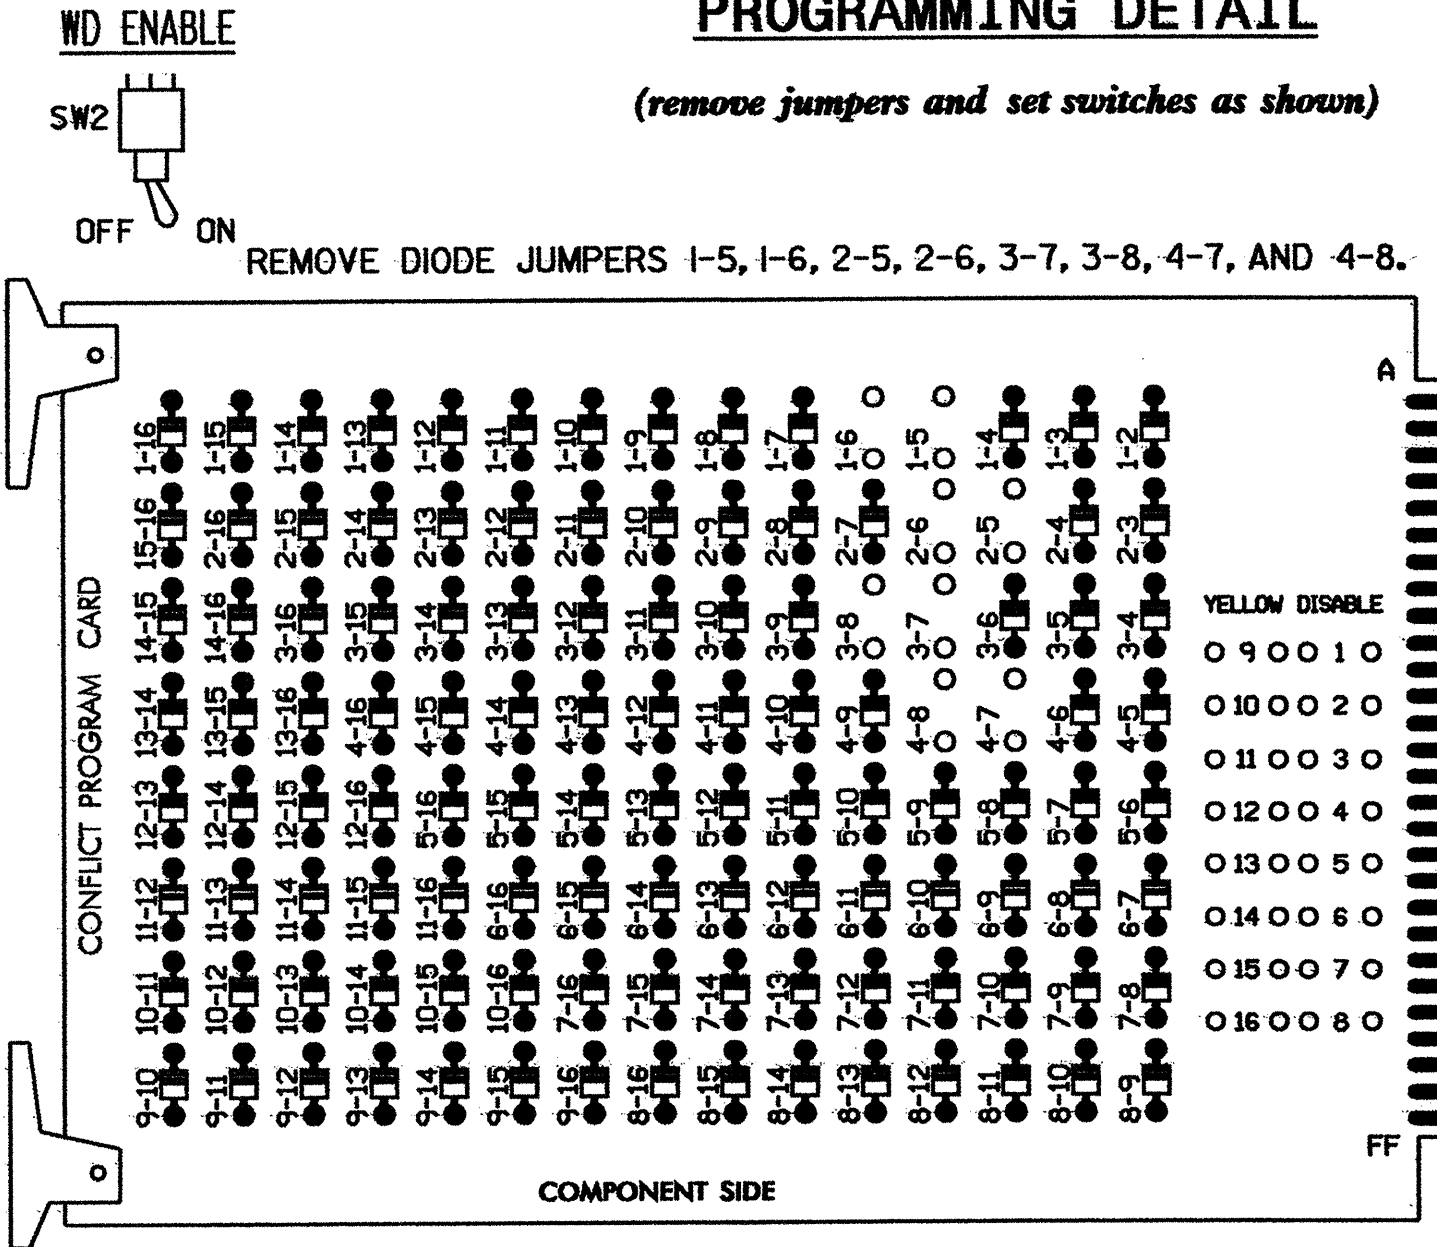 WD ENABLE
PROGRAMMING DETAIL
(remove jumpers and set switches as shown)
SW2
OFF ON
REMOVE DIODE JUMPERS 1-5, 1-6, 2-5, 2-6, 3-7, 3-8, 4-7, AND 4-8.
A
1-16 1-15 1-14 1-13 1-12 1-11 1-10 1-9 1-8 1-7 1-6 1-15 1-4 1-3 1-2
15-16 2-16 2-15 2-14 2-13 2-12 2-11 2-10 2-9 2-8 2-7 2-6 2-5 2-4 2-3
14-15 14-16 3-16 3-15 3-14 3-13 3-12 3-11 3-10 3-9 3-8 3-7 3-6 3-5 3-4
13-14 13-15 13-16 4-16 4-15 4-14 4-13 4-12 4-11 4-10 4-9 4-8 4-7 4-6 4-5
12-13 12-14 12-15 12-16 5-16 5-15 5-14 5-13 5-12 5-11 5-10 5-9 5-8 5-7 5-6
11-12 11-13 11-14 11-15 11-16 6-16 6-15 6-14 6-13 6-12 6-11 6-10 6-9 6-8 6-7
10-11 10-12 10-13 10-14 10-15 10-16 7-16 7-15 7-14 7-13 7-12 7-11 7-10 7-9 7-8
9-10 9-11 9-12 9-13 9-14 9-15 9-16 8-16 8-15 8-14 8-13 8-12 8-11 8-10 8-9
CONFLICT PROGRAM CARD
YELLOW DISABLE
9 1
10 2
11 3
12 4
13 5
14 6
15 7
16 8
FF
COMPONENT SIDE